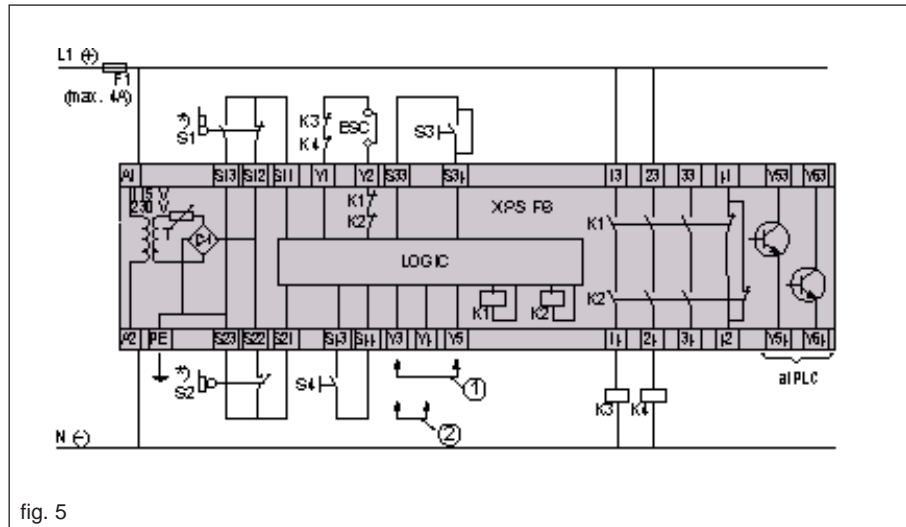 L1 (+)
F1
(max. 4A)
*)
S1
K3
K4
ESC
S3
A1 S13 S12 S11 Y1 Y2 S33 S34 13 23 33 41 Y53 Y63
115 V
230 V
T
K1
K2
XPS FB
K1
LOGIC
K1 K2
K2
A2 PE S23 S22 S21 S43 S44 Y3 Y4 Y5 14 24 34 42 Y54 Y64
*)
S2
S4
1
2
K3 K4
al PLC
N (-)
fig. 5